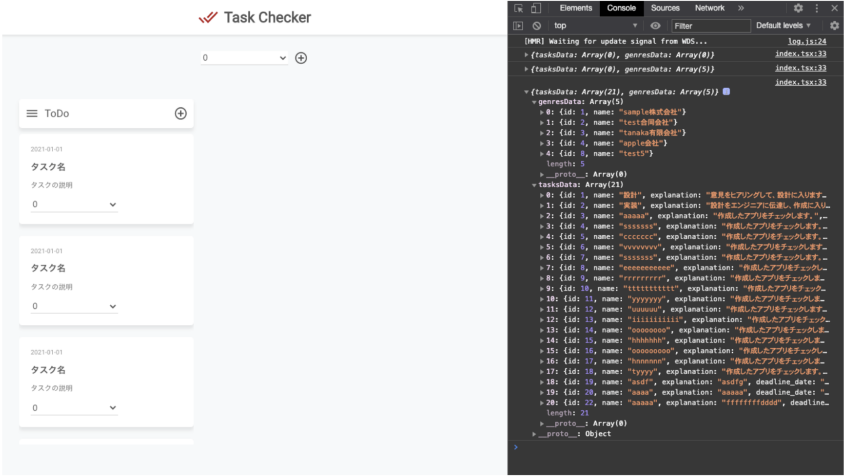 Task Checker
0
ToDo
2021-01-01
タスク名
タスクの説明
0
2021-01-01
タスク名
タスクの説明
0
2021-01-01
タスク名
タスクの説明
0
Elements Console Sources Network »
top Filter Default levels
[HMR] Waiting for update signal from WDS... log.js:24
{tasksData: Array(0), genresData: Array(0)} index.tsx:33
{tasksData: Array(0), genresData: Array(5)} index.tsx:33
index.tsx:33
{tasksData: Array(21), genresData: Array(5)}
genresData: Array(5)
0: {id: 1, name: "sample株式会社"}
1: {id: 2, name: "test合同会社"}
2: {id: 3, name: "tanaka有限会社"}
3: {id: 4, name: "apple会社"}
4: {id: 8, name: "test5"}
length: 5
__proto__: Array(0)
tasksData: Array(21)
0: {id: 1, name: "設計", explanation: "意見をヒアリングして、設計に入ります…
1: {id: 2, name: "実装", explanation: "設計をエンジニアに伝達し、作成に入り…
2: {id: 3, name: "aaaaa", explanation: "作成したアプリをチェックします。",…
3: {id: 4, name: "sssssss", explanation: "作成したアプリをチェックします。…
4: {id: 5, name: "ccccccc", explanation: "作成したアプリをチェックします。…
5: {id: 6, name: "vvvvvvvv", explanation: "作成したアプリをチェックします…
6: {id: 7, name: "sssssss", explanation: "作成したアプリをチェックします。…
7: {id: 8, name: "eeeeeeeeeee", explanation: "作成したアプリをチェックし…
8: {id: 9, name: "rrrrrrrrr", explanation: "作成したアプリをチェックしま…
9: {id: 10, name: "ttttttttttt", explanation: "作成したアプリをチェック…
10: {id: 11, name: "yyyyyyy", explanation: "作成したアプリをチェックしま…
11: {id: 12, name: "uuuuuu", explanation: "作成したアプリをチェックします…
12: {id: 13, name: "iiiiiiiiiii", explanation: "作成したアプリをチェック…
13: {id: 14, name: "oooooooo", explanation: "作成したアプリをチェックしま…
14: {id: 15, name: "hhhhhhh", explanation: "作成したアプリをチェックしま…
15: {id: 16, name: "ooooooooo", explanation: "作成したアプリをチェックし…
16: {id: 17, name: "hnnnnnn", explanation: "作成したアプリをチェックしま…
17: {id: 18, name: "tyyyy", explanation: "作成したアプリをチェックします。…
18: {id: 19, name: "asdf", explanation: "asdfg", deadline_date: "…
19: {id: 20, name: "aaaa", explanation: "aaaaa", deadline_date: "…
20: {id: 22, name: "aaaaa", explanation: "ffffffffdddd", deadline…
length: 21
__proto__: Array(0)
__proto__: Object